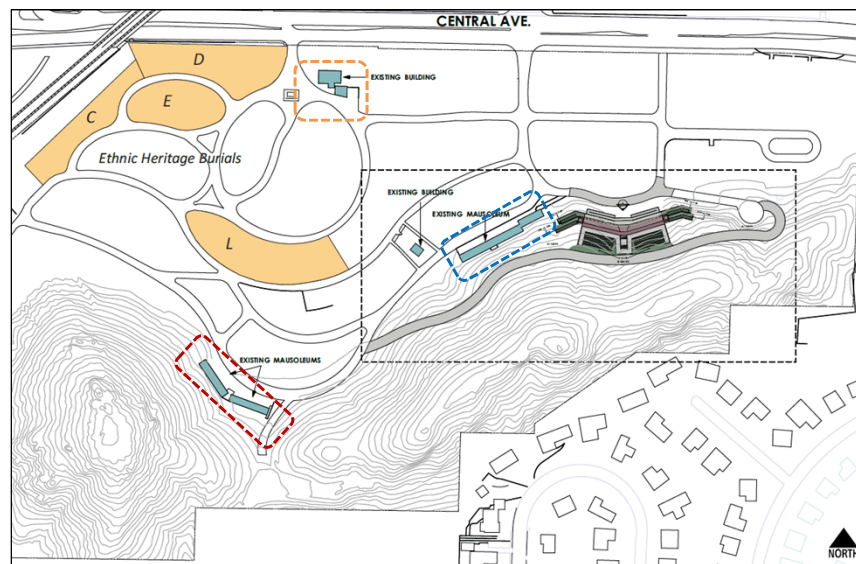 CENTRAL AVE.
D
EXISTING BUILDING
E
C
Ethnic Heritage Burials
EXISTING BUILDING
EXISTING MAUSOLEUM
L
EXISTING MAUSOLEUMS
NORTH